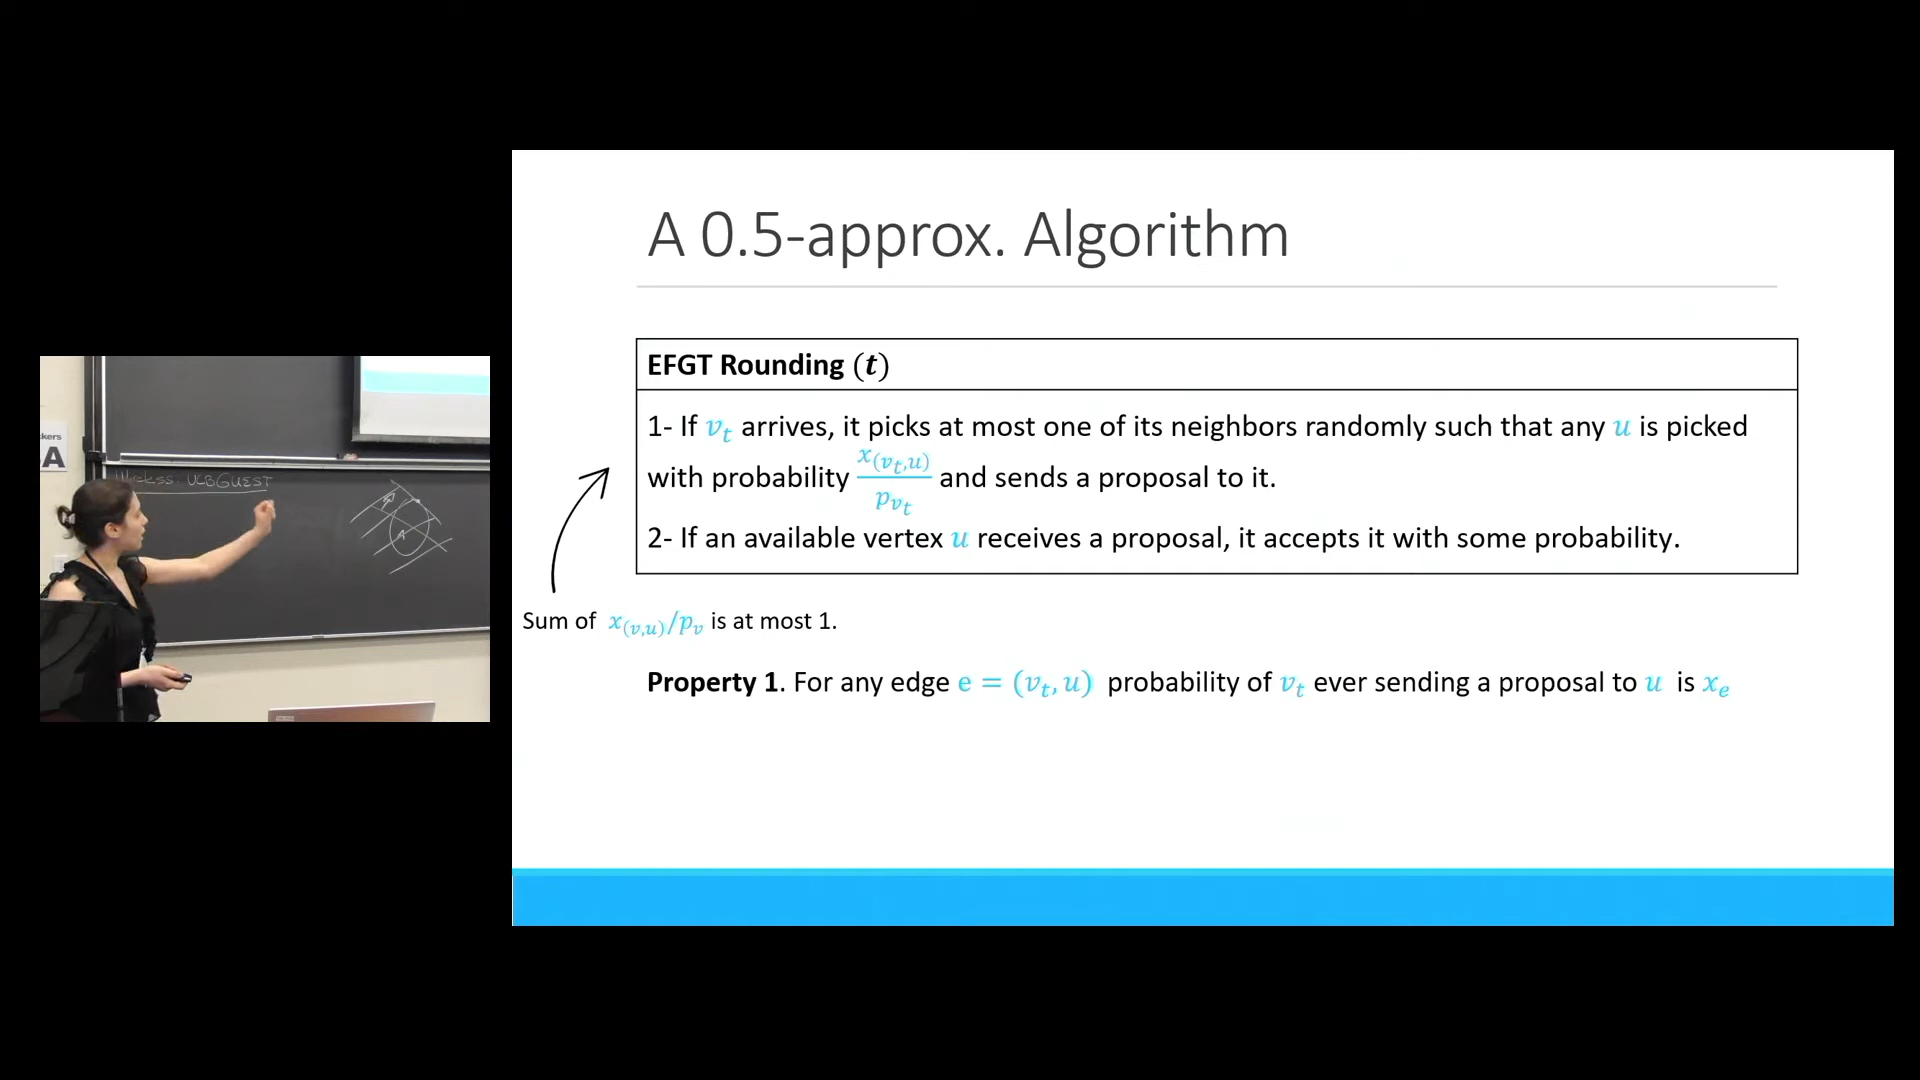 A 0.5-approx. Algorithm
EFGT Rounding (t)
1- If v_t arrives, it picks at most one of its neighbors randomly such that any u is picked
with probability x_(v_t,u)/p_{v_t} and sends a proposal to it.
2- If an available vertex u receives a proposal, it accepts it with some probability.
Sum of x_(v,u)/p_v is at most 1.
Property 1. For any edge e = (v_t, u) probability of v_t ever sending a proposal to u is x_e
kers
A
UCBGUEST